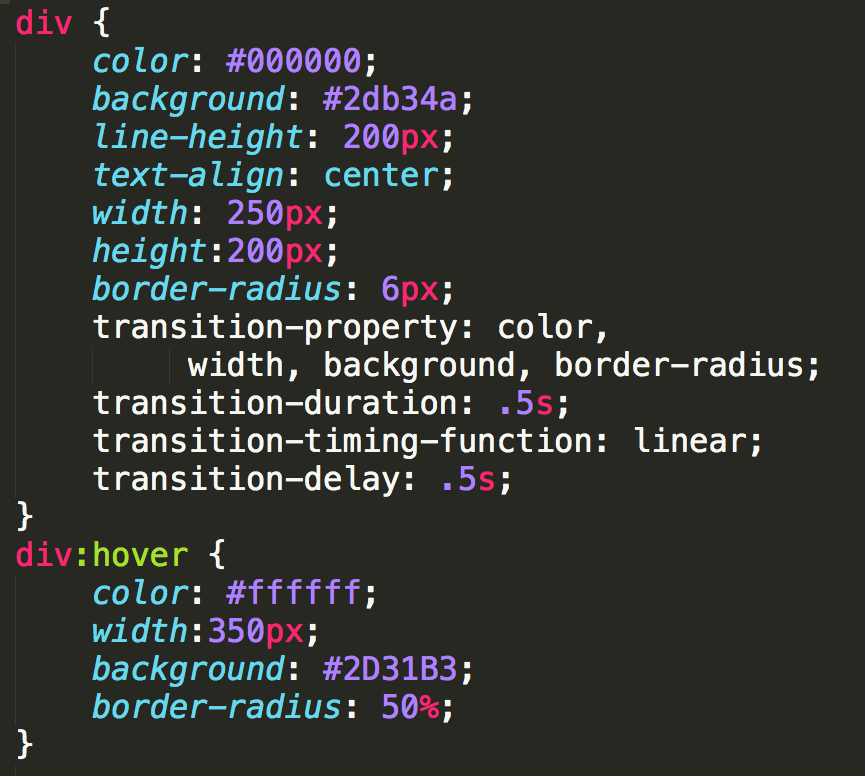 div {
    color: #000000;
    background: #2db34a;
    line-height: 200px;
    text-align: center;
    width: 250px;
    height:200px;
    border-radius: 6px;
    transition-property: color,
         width, background, border-radius;
    transition-duration: .5s;
    transition-timing-function: linear;
    transition-delay: .5s;
}
div:hover {
    color: #ffffff;
    width:350px;
    background: #2D31B3;
    border-radius: 50%;
}